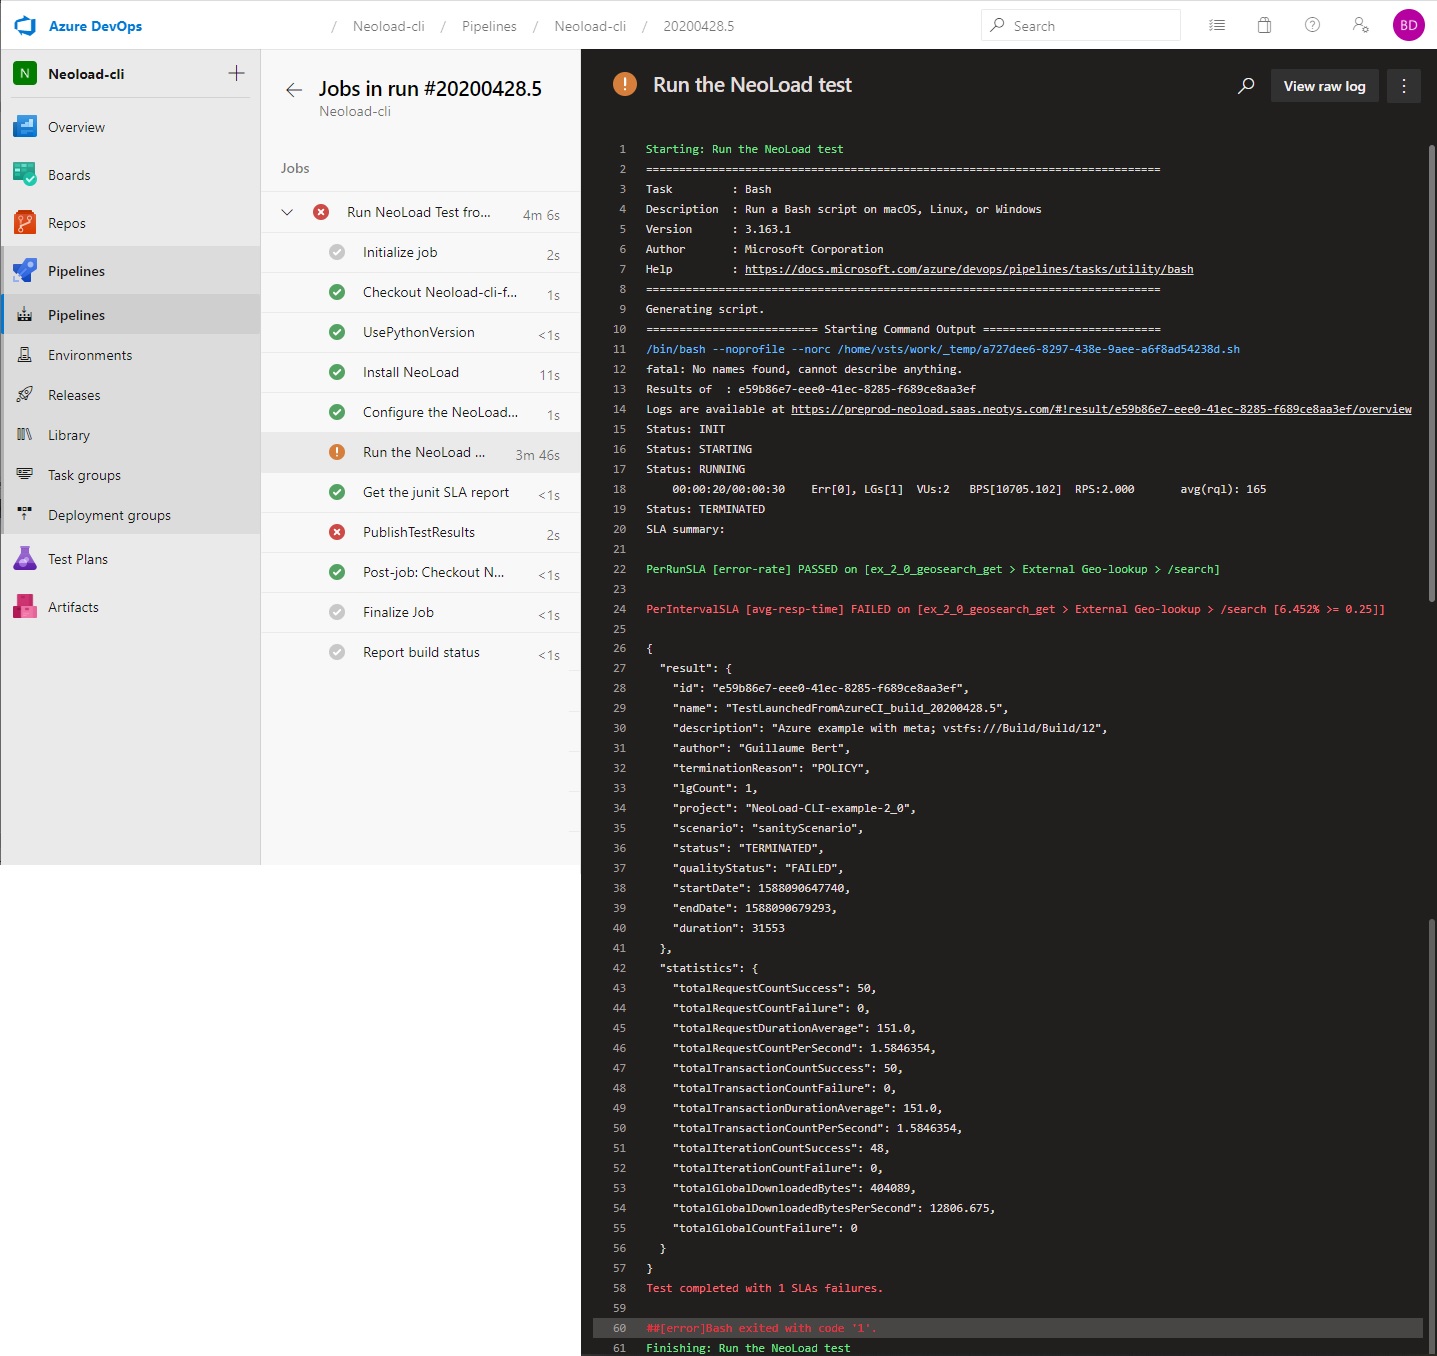 Azure DevOps / Neoload-cli / Pipelines / Neoload-cli / 20200428.5 Search BD
N Neoload-cli
Overview
Boards
Repos
Pipelines
Pipelines
Environments
Releases
Library
Task groups
Deployment groups
Test Plans
Artifacts
Jobs in run #20200428.5
Neoload-cli
Jobs
Run NeoLoad Test fro... 4m 6s
Initialize job 2s
Checkout Neoload-cli-f... 1s
UsePythonVersion <1s
Install NeoLoad 11s
Configure the NeoLoad... 1s
Run the NeoLoad ... 3m 46s
Get the junit SLA report <1s
PublishTestResults 2s
Post-job: Checkout N... <1s
Finalize Job <1s
Report build status <1s
Run the NeoLoad test View raw log
1 Starting: Run the NeoLoad test
2 ==============================================================================
3 Task         : Bash
4 Description  : Run a Bash script on macOS, Linux, or Windows
5 Version      : 3.163.1
6 Author       : Microsoft Corporation
7 Help         : https://docs.microsoft.com/azure/devops/pipelines/tasks/utility/bash
8 ==============================================================================
9 Generating script.
10 ========================== Starting Command Output ===========================
11 /bin/bash --noprofile --norc /home/vsts/work/_temp/a727dee6-8297-438e-9aee-a6f8ad54238d.sh
12 fatal: No names found, cannot describe anything.
13 Results of  : e59b86e7-eee0-41ec-8285-f689ce8aa3ef
14 Logs are available at https://preprod-neoload.saas.neotys.com/#!result/e59b86e7-eee0-41ec-8285-f689ce8aa3ef/overview
15 Status: INIT
16 Status: STARTING
17 Status: RUNNING
18     00:00:20/00:00:30    Err[0], LGs[1]  VUs:2   BPS[10705.102]  RPS:2.000       avg(rql): 165
19 Status: TERMINATED
20 SLA summary:
21
22 PerRunSLA [error-rate] PASSED on [ex_2_0_geosearch_get > External Geo-lookup > /search]
23
24 PerIntervalSLA [avg-resp-time] FAILED on [ex_2_0_geosearch_get > External Geo-lookup > /search [6.452% >= 0.25]]
25
26 {
27   "result": {
28     "id": "e59b86e7-eee0-41ec-8285-f689ce8aa3ef",
29     "name": "TestLaunchedFromAzureCI_build_20200428.5",
30     "description": "Azure example with meta; vstfs:///Build/Build/12",
31     "author": "Guillaume Bert",
32     "terminationReason": "POLICY",
33     "lgCount": 1,
34     "project": "NeoLoad-CLI-example-2_0",
35     "scenario": "sanityScenario",
36     "status": "TERMINATED",
37     "qualityStatus": "FAILED",
38     "startDate": 1588090647740,
39     "endDate": 1588090679293,
40     "duration": 31553
41   },
42   "statistics": {
43     "totalRequestCountSuccess": 50,
44     "totalRequestCountFailure": 0,
45     "totalRequestDurationAverage": 151.0,
46     "totalRequestCountPerSecond": 1.5846354,
47     "totalTransactionCountSuccess": 50,
48     "totalTransactionCountFailure": 0,
49     "totalTransactionDurationAverage": 151.0,
50     "totalTransactionCountPerSecond": 1.5846354,
51     "totalIterationCountSuccess": 48,
52     "totalIterationCountFailure": 0,
53     "totalGlobalDownloadedBytes": 404089,
54     "totalGlobalDownloadedBytesPerSecond": 12806.675,
55     "totalGlobalCountFailure": 0
56   }
57 }
58 Test completed with 1 SLAs failures.
59
60 ##[error]Bash exited with code '1'.
61 Finishing: Run the NeoLoad test